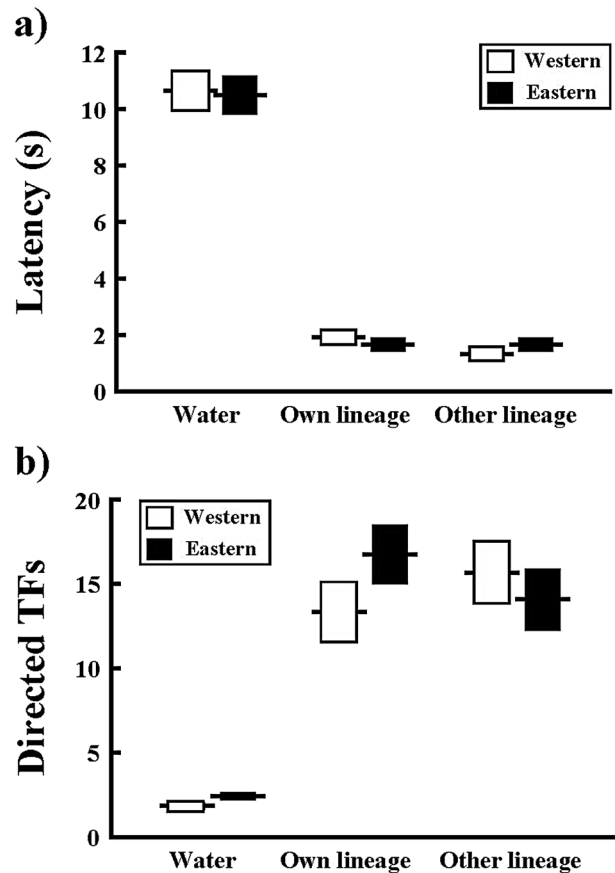 a)
Latency (s)
12
10
8
6
4
2
0
Western
Eastern
Water Own lineage Other lineage
b)
Directed TFs
20
15
10
5
0
Western
Eastern
Water Own lineage Other lineage